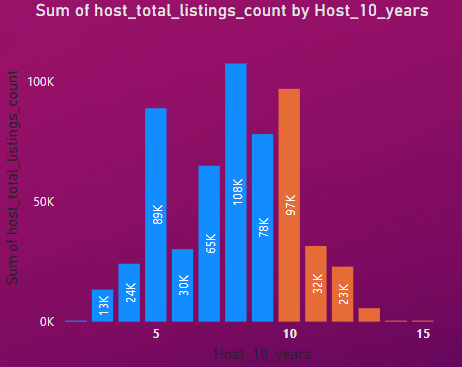 Sum of host_total_listings_count by Host_10_years
Sum of host_total_listings_count
100K
50K
0K
13K
24K
89K
30K
65K
108K
78K
97K
32K
23K
5
10
15
Host_10_years